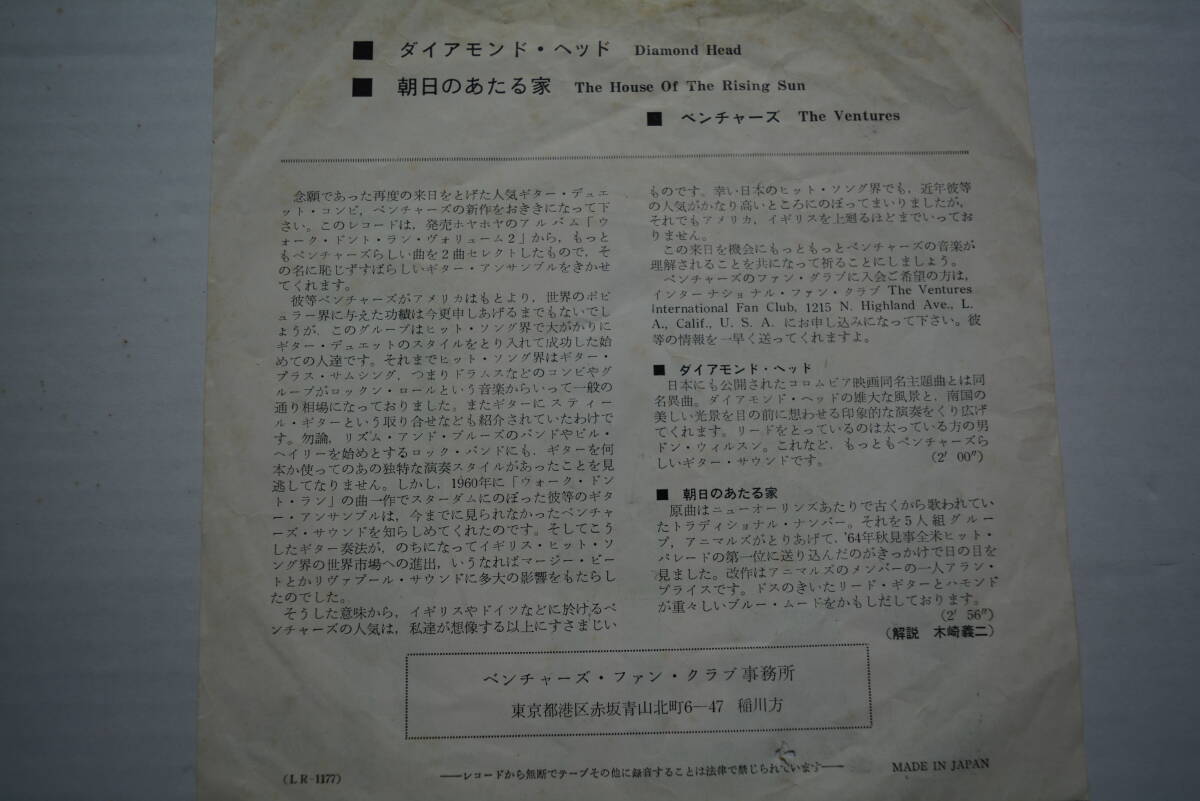 ■ ダイアモンド・ヘッド Diamond Head
■ 朝日のあたる家 The House Of The Rising Sun
■ ベンチャーズ The Ventures
念願であった再度の来日をとげた人気ギター・デュエ
ット・コンビ，ベンチャーズの新作をおききになって下
さい。このレコードは，発売ホヤホヤのアルバム「ウ
ォーク・ドント・ラン・ヴォリューム2」から，もっと
もベンチャーズらしい曲を2曲セレクトしたもので，そ
の名に恥じずすばらしいギター・アンサンブルをきかせ
てくれます。
彼等ベンチャーズがアメリカはもとより，世界のポピ
ュラー界に与えた功績は今更申しあげるまでもないでし
ょうが，このグループはヒット・ソング界で大がかりに
ギター・デュエットのスタイルをとり入れて成功した始
めての人達です。それまでヒット・ソング界はギター・
プラス・サムシング，つまりドラムスなどのコンビやグ
ループがロックン・ロールという音楽からいって一般の
通り相場になっておりました。またギターに スティー
ル・ギターという取り合せなども紹介されていたわけで
す。勿論，リズム・アンド・ブルーズのバンドやビル・
ヘイリーを始めとするロック・バンドにも，ギターを何
本か使ってのあの独特な演奏スタイルがあったことを見
逃してなりません。しかし，1960年に「ウォーク・ドン
ト・ラン」の曲一作でスターダムにのぼった彼等のギタ
ー・アンサンブルは，今までに見られなかったベンチャ
ーズ・サウンドを知らしめてくれたのです。そしてこう
したギター奏法が，のちになってイギリス・ヒット・ソ
ング界の世界市場への進出，いうなればマージー・ビー
トとかリヴァプール・サウンドに多大の影響をもたらし
たのでした。
そうした意味から，イギリスやドイツなどに於けるベ
ンチャーズの人気は，私達が想像する以上にすさまじい
ものです。幸い日本のヒット・ソング界でも，近年彼等
の人気がかなり高いところにのぼってまいりましたが，
それでもアメリカ，イギリスを上廻るほどまでいってお
りません。
この来日を機会にもっともっとベンチャーズの音楽が
理解されることを共になって祈ることにしましょう。
ベンチャーズのファン・グラブに入会ご希望の方は，
インターナショナル・ファン・クラブ The Ventures
International Fan Club, 1215 N. Highland Ave., L.
A., Calif., U. S. A. にお申し込みになって下さい。彼
等の情報を一早く送ってくれますよ。
■ ダイアモンド・ヘッド
日本にも公開されたコロムビア映画同名主題曲とは同
名異曲。ダイアモンド・ヘッドの雄大な風景と，南国の
美しい光景を目の前に想わせる印象的な演奏をくり広げ
てくれます。リードをとっているのは太っている方の男
ドン・ウィルスン。これなど，もっともベンチャーズら
しいギター・サウンドです。 (2′ 00″)
■ 朝日のあたる家
原曲はニューオーリンズあたりで古くから歌われてい
たトラディショナル・ナンバー。それを5人組グルー
プ，アニマルズがとりあげて，'64年秋見事全米ヒット・
パレードの第一位に送り込んだのがきっかけで日の目を
見ました。改作はアニマルズのメンバーの一人アラン・
プライスです。ドスのきいたリード・ギターとハモンド
が重々しいブルー・ムードをかもしだしております。
(2′ 56″)
(解説 木崎義二)
ベンチャーズ・ファン・クラブ事務所
東京都港区赤坂青山北町6—47 稲川方
(LR-1177) ——レコードから無断でテープその他に録音することは法律で禁じられています—— MADE IN JAPAN